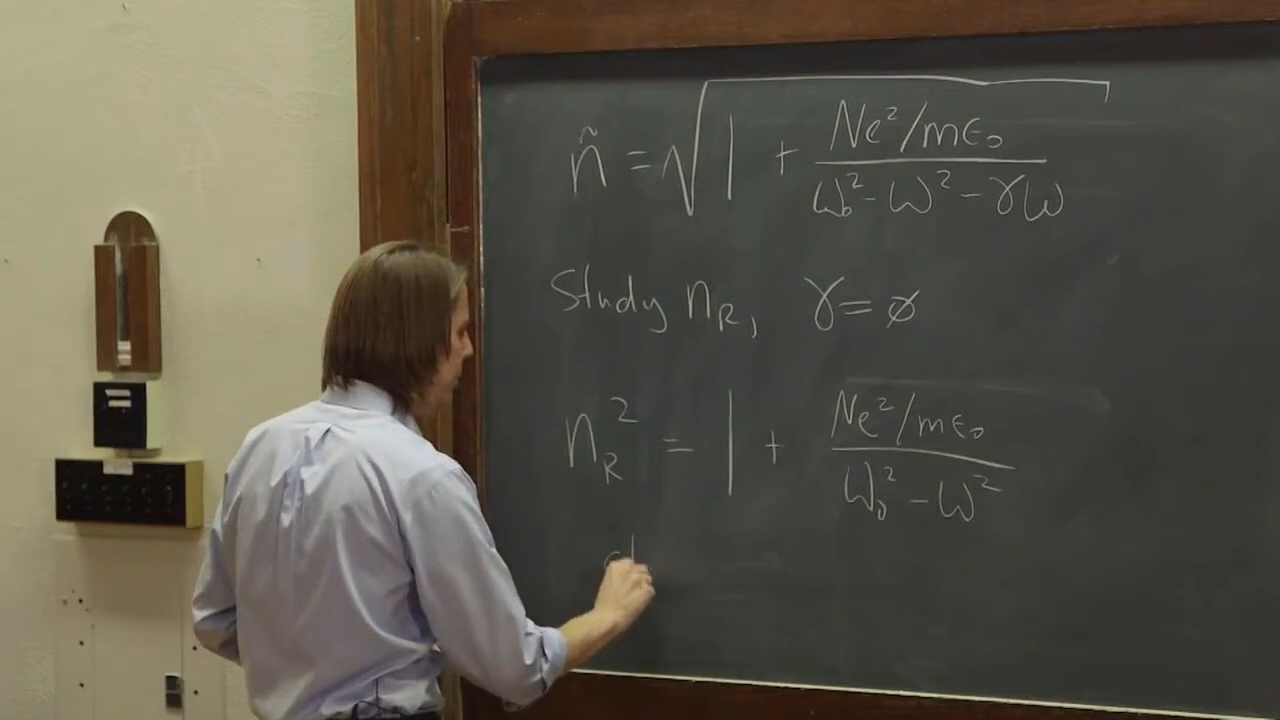 ñ = √(1 + (Ne²/mϵ₀)/(ω₀² - ω² - γω))
Study n_R, γ = ∅
n_R² = 1 + (Ne²/mϵ₀)/(ω₀² - ω²)
d